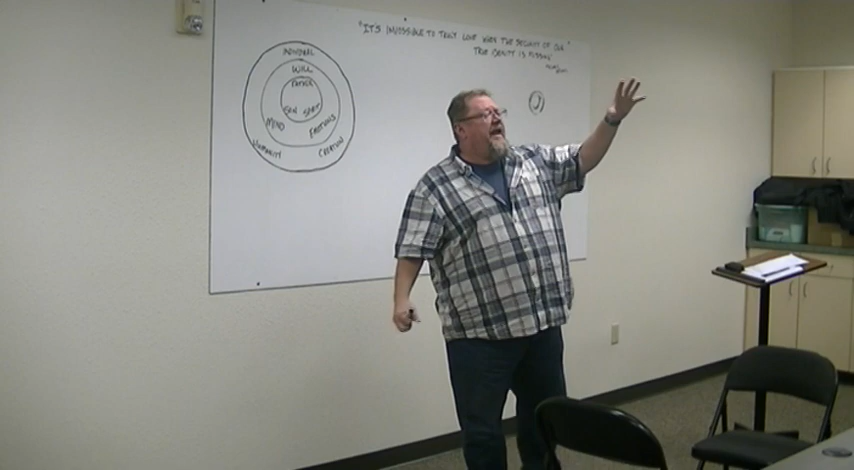 "IT'S IMPOSSIBLE TO TRULY LOVE WHEN THE SECURITY OF OUR "
TRUE IDENTITY IS MISSING
INDIVIDUAL
WILL
FATHER
SON SPIRIT
MIND EMOTIONS
HUMANITY CREATION